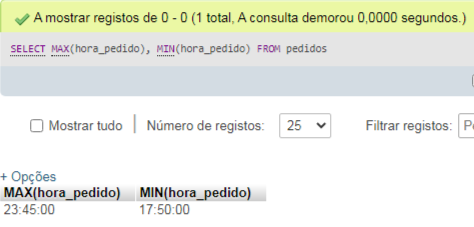 A mostrar registos de 0 - 0 (1 total, A consulta demorou 0,0000 segundos.)
SELECT MAX(hora_pedido), MIN(hora_pedido) FROM pedidos
Mostrar tudo Número de registos: 25 Filtrar registos:
+ Opções
MAX(hora_pedido) MIN(hora_pedido)
23:45:00 17:50:00